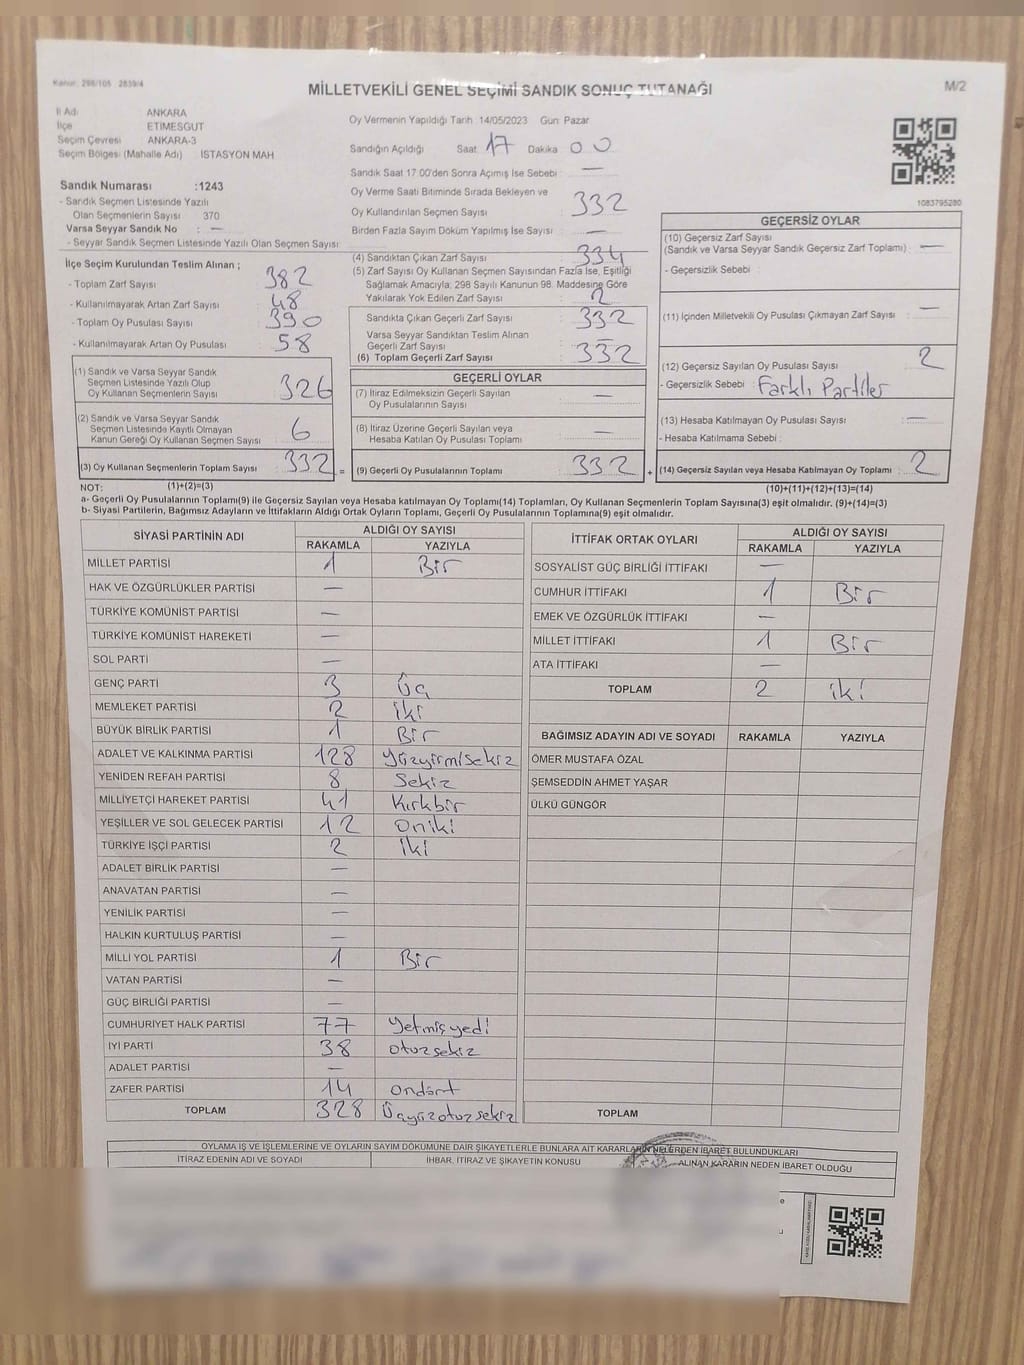 Kanun: 298/105 2839/4
MİLLETVEKİLİ GENEL SEÇİMİ SANDIK SONUÇ TUTANAĞI
M/2
İl Adı ANKARA
İlçe ETİMESGUT
Seçim Çevresi ANKARA-3
Seçim Bölgesi (Mahalle Adı) İSTASYON MAH
Oy Vermenin Yapıldığı Tarih 14/05/2023 Gün: Pazar
Sandığın Açıldığı Saat 17 Dakika 00
Sandık Saat 17:00'den Sonra Açımış İse Sebebi : —
Oy Verme Saati Bitiminde Sırada Bekleyen ve
Oy Kullandırılan Seçmen Sayısı : 332
Birden Fazla Sayım Döküm Yapılmış İse Sayısı : —
1083795280
Sandık Numarası :1243
- Sandık Seçmen Listesinde Yazılı
Olan Seçmenlerin Sayısı 370
Varsa Seyyar Sandık No : —
- Seyyar Sandık Seçmen Listesinde Yazılı Olan Seçmen Sayısı:
İlçe Seçim Kurulundan Teslim Alınan ;
- Toplam Zarf Sayısı : 382
- Kullanılmayarak Artan Zarf Sayısı : 48
- Toplam Oy Pusulası Sayısı : 390
- Kullanılmayarak Artan Oy Pusulası : 58
(1) Sandık ve Varsa Seyyar Sandık
Seçmen Listesinde Yazılı Olup
Oy Kullanan Seçmenlerin Sayısı : 326
(2) Sandık ve Varsa Seyyar Sandık
Seçmen Listesinde Kayıtlı Olmayan
Kanun Gereği Oy Kullanan Seçmen Sayısı : 6
(3) Oy Kullanan Seçmenlerin Toplam Sayısı : 332 =
(4) Sandıktan Çıkan Zarf Sayısı : 334
(5) Zarf Sayısı Oy Kullanan Seçmen Sayısından Fazla İse, Eşitliği
Sağlamak Amacıyla; 298 Sayılı Kanunun 98. Maddesine Göre
Yakılarak Yok Edilen Zarf Sayısı : 2
Sandıkta Çıkan Geçerli Zarf Sayısı : 332
Varsa Seyyar Sandıktan Teslim Alınan
Geçerli Zarf Sayısı : —
(6) Toplam Geçerli Zarf Sayısı : 332
GEÇERLİ OYLAR
(7) İtiraz Edilmeksizin Geçerli Sayılan
Oy Pusulalarının Sayısı : —
(8) İtiraz Üzerine Geçerli Sayılan veya
Hesaba Katılan Oy Pusulası Toplamı : —
(9) Geçerli Oy Pusulalarının Toplamı : 332 +
GEÇERSİZ OYLAR
(10) Geçersiz Zarf Sayısı
(Sandık ve Varsa Seyyar Sandık Geçersiz Zarf Toplamı) : —
- Geçersizlik Sebebi :
(11) İçinden Milletvekili Oy Pusulası Çıkmayan Zarf Sayısı : —
(12) Geçersiz Sayılan Oy Pusulası Sayısı : 2
- Geçersizlik Sebebi : Farklı Partiler
(13) Hesaba Katılmayan Oy Pusulası Sayısı : —
- Hesaba Katılmama Sebebi :
(14) Geçersiz Sayılan veya Hesaba Katılmayan Oy Toplamı : 2
NOT: (1)+(2)=(3) (10)+(11)+(12)+(13)=(14)
a- Geçerli Oy Pusulalarının Toplamı(9) ile Geçersiz Sayılan veya Hesaba katılmayan Oy Toplamı(14) Toplamları, Oy Kullanan Seçmenlerin Toplam Sayısına(3) eşit olmalıdır. (9)+(14)=(3)
b- Siyasi Partilerin, Bağımsız Adayların ve İttifakların Aldığı Ortak Oyların Toplamı, Geçerli Oy Pusulalarının Toplamına(9) eşit olmalıdır.
SİYASİ PARTİNİN ADI ALDIĞI OY SAYISI
RAKAMLA YAZIYLA
MİLLET PARTİSİ 1 Bir
HAK VE ÖZGÜRLÜKLER PARTİSİ —
TÜRKİYE KOMÜNİST PARTİSİ —
TÜRKİYE KOMÜNİST HAREKETİ —
SOL PARTİ —
GENÇ PARTİ 3 Üç
MEMLEKET PARTİSİ 2 iki
BÜYÜK BİRLİK PARTİSİ 1 Bir
ADALET VE KALKINMA PARTİSİ 128 Yüzyirmisekiz
YENİDEN REFAH PARTİSİ 8 Sekiz
MİLLİYETÇİ HAREKET PARTİSİ 41 Kırkbir
YEŞİLLER VE SOL GELECEK PARTİSİ 12 Oniki
TÜRKİYE İŞÇİ PARTİSİ 2 İki
ADALET BİRLİK PARTİSİ —
ANAVATAN PARTİSİ —
YENİLİK PARTİSİ —
HALKIN KURTULUŞ PARTİSİ —
MİLLİ YOL PARTİSİ 1 Bir
VATAN PARTİSİ —
GÜÇ BİRLİĞİ PARTİSİ —
CUMHURİYET HALK PARTİSİ 77 Yetmişyedi
İYİ PARTİ 38 otuzsekiz
ADALET PARTİSİ —
ZAFER PARTİSİ 14 Ondört
TOPLAM 328 Üçyüzotuzsekiz
İTTİFAK ORTAK OYLARI ALDIĞI OY SAYISI
RAKAMLA YAZIYLA
SOSYALİST GÜÇ BİRLİĞİ İTTİFAKI —
CUMHUR İTTİFAKI 1 Bir
EMEK VE ÖZGÜRLÜK İTTİFAKI —
MİLLET İTTİFAKI 1 Bir
ATA İTTİFAKI —
TOPLAM 2 iki
BAĞIMSIZ ADAYIN ADI VE SOYADI RAKAMLA YAZIYLA
ÖMER MUSTAFA ÖZAL
ŞEMSEDDİN AHMET YAŞAR
ÜLKÜ GÜNGÖR
TOPLAM
OYLAMA İŞ VE İŞLEMLERİNE VE OYLARIN SAYIM DÖKÜMÜNE DAİR ŞİKAYETLERLE BUNLARA AİT KARARLARIN NELERDEN İBARET BULUNDUKLARI
İTİRAZ EDENİN ADI VE SOYADI İHBAR, İTİRAZ VE ŞİKAYETİN KONUSU ALINAN KARARIN NEDEN İBARET OLDUĞU